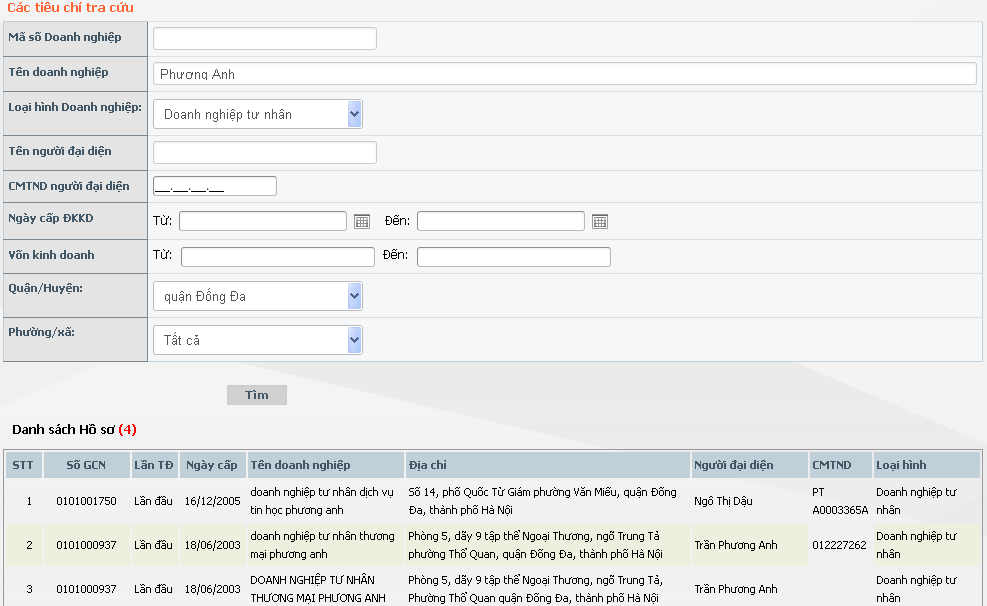 Các tiêu chí tra cứu
Mã số Doanh nghiệp
Tên doanh nghiệp Phương Anh
Loại hình Doanh nghiệp: Doanh nghiệp tư nhân
Tên người đại diện
CMTND người đại diện __.__.__.__
Ngày cấp ĐKKD Từ: Đến:
Vốn kinh doanh Từ: Đến:
Quận/Huyện: quận Đống Đa
Phường/xã: Tất cả
Tìm
Danh sách Hồ sơ (4)
STT Số GCN Lần TĐ Ngày cấp Tên doanh nghiệp Địa chỉ Người đại diện CMTND Loại hình
1 0101001750 Lần đầu 16/12/2005 doanh nghiệp tư nhân dịch vụ Số 14, phố Quốc Tử Giám phường Văn Miếu, quận Đống Ngô Thị Dậu PT Doanh nghiệp tư
tin học phương anh Đa, thành phố Hà Nội A0003365A nhân
2 0101000937 Lần đầu 18/06/2003 doanh nghiệp tư nhân thương Phòng 5, dãy 9 tập thể Ngoại Thương, ngõ Trung Tả Trần Phương Anh 012227262 Doanh nghiệp tư
mại phương anh phường Thổ Quan, quận Đống Đa, thành phố Hà Nội nhân
3 0101000937 Lần đầu 18/06/2003 DOANH NGHIỆP TƯ NHÂN Phòng 5, dãy 9 tập thể Ngoại Thương, ngõ Trung Tả, Trần Phương Anh Doanh nghiệp tư
THƯƠNG MẠI PHƯƠNG ANH Phường Thổ Quan quận Đống Đa, thành phố Hà Nội nhân